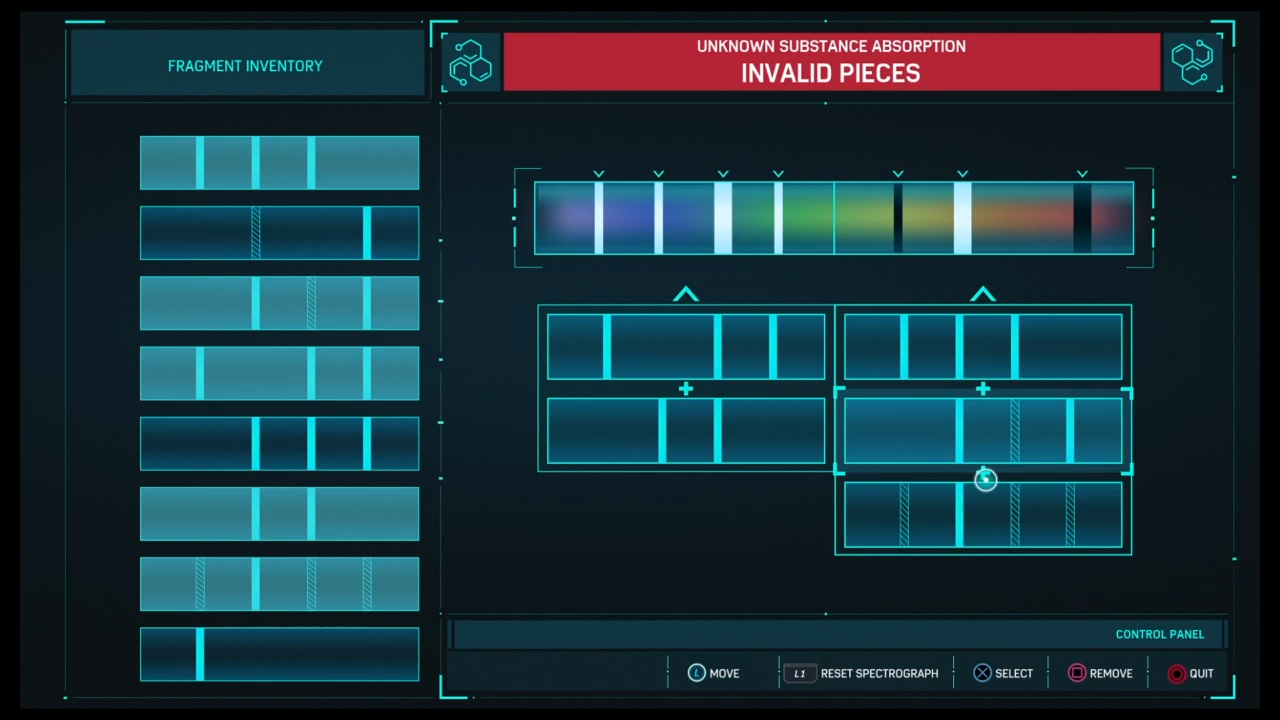 FRAGMENT INVENTORY
UNKNOWN SUBSTANCE ABSORPTION
INVALID PIECES
CONTROL PANEL
L MOVE
L1 RESET SPECTROGRAPH
SELECT
REMOVE
QUIT